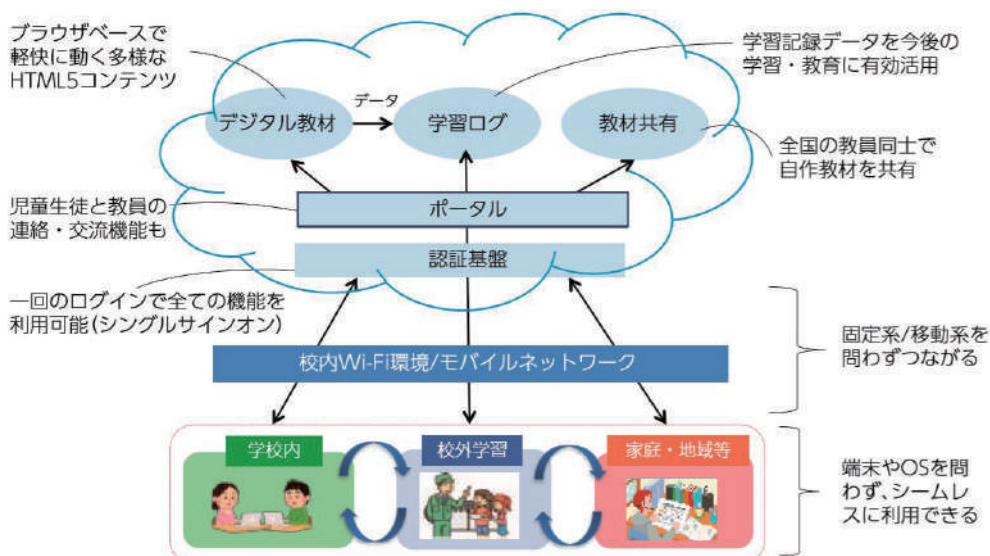 ブラウザベースで
軽快に動く多様な
HTML5コンテンツ
学習記録データを今後の
学習・教育に有効活用
データ
デジタル教材
学習ログ
教材共有
全国の教員同士で
自作教材を共有
児童生徒と教員の
連絡・交流機能も
ポータル
認証基盤
一回のログインで全ての機能を
利用可能(シングルサインオン)
固定系/移動系を
問わずつながる
校内Wi-Fi環境/モバイルネットワーク
学校内
校外学習
家庭・地域等
端末やOSを問
わず、シームレ
スに利用できる